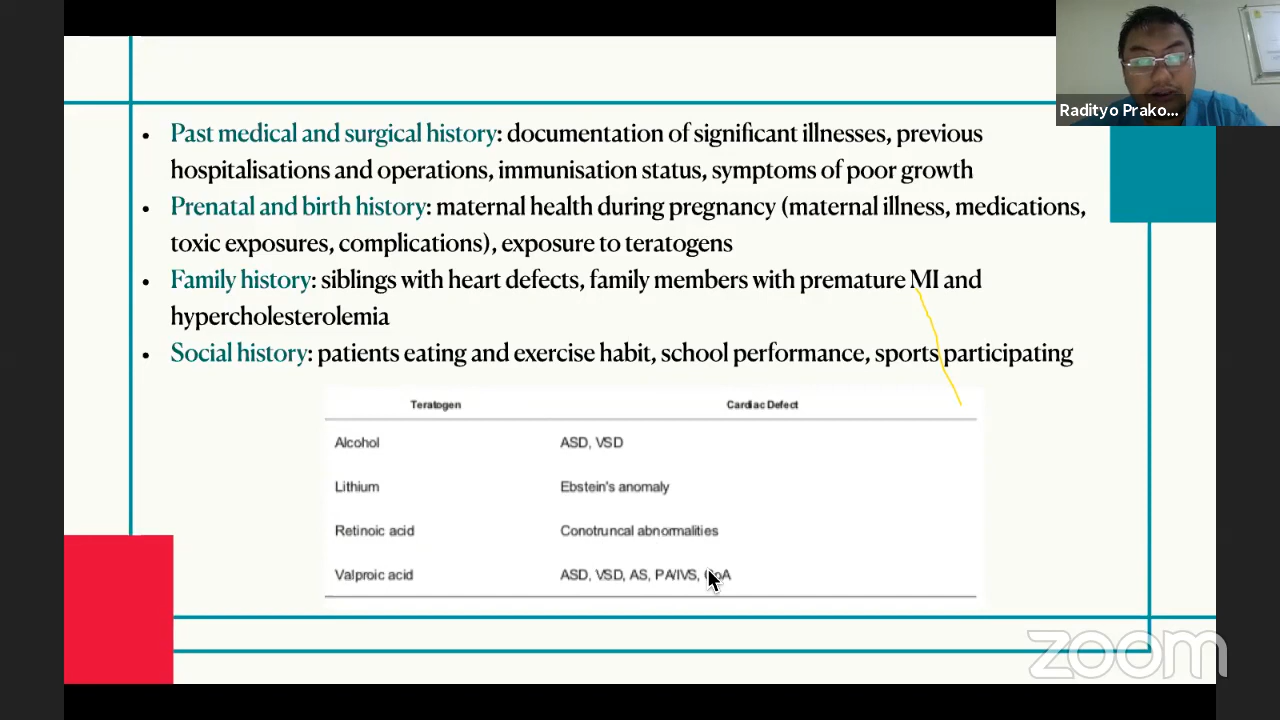 Radityo Prako...
• Past medical and surgical history: documentation of significant illnesses, previous
hospitalisations and operations, immunisation status, symptoms of poor growth
• Prenatal and birth history: maternal health during pregnancy (maternal illness, medications,
toxic exposures, complications), exposure to teratogens
• Family history: siblings with heart defects, family members with premature MI and
hypercholesterolemia
• Social history: patients eating and exercise habit, school performance, sports participating
Teratogen Cardiac Defect
Alcohol ASD, VSD
Lithium Ebstein's anomaly
Retinoic acid Conotruncal abnormalities
Valproic acid ASD, VSD, AS, PA/IVS, CoA
zoom